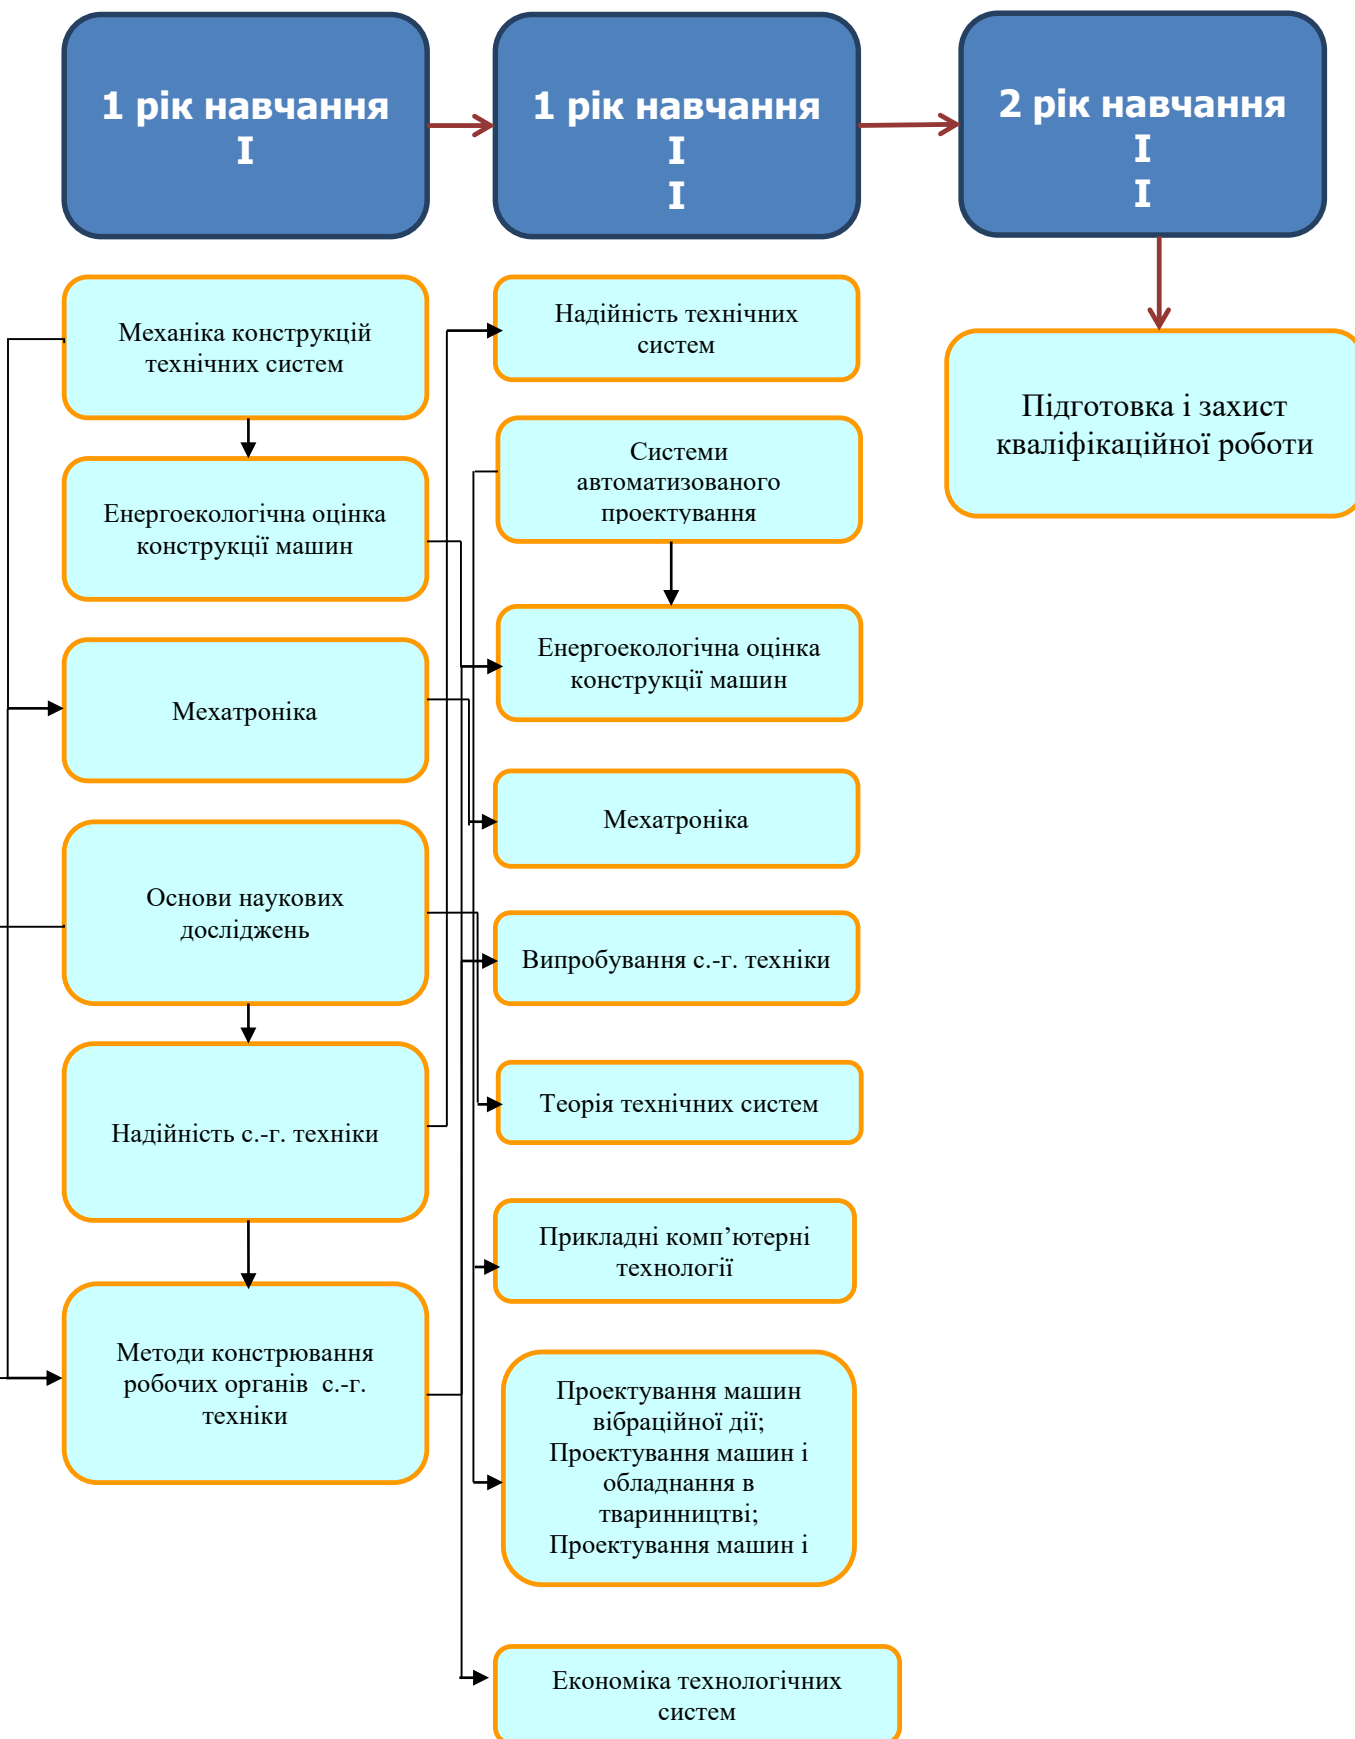 1 рік навчання
І
1 рік навчання
І
І
2 рік навчання
І
І
Механіка конструкцій
технічних систем
Енергоекологічна оцінка
конструкції машин
Мехатроніка
Основи наукових
досліджень
Надійність с.-г. техніки
Методи констрювання
робочих органів с.-г.
техніки
Надійність технічних
систем
Системи
автоматизованого
проектування
Енергоекологічна оцінка
конструкції машин
Мехатроніка
Випробування с.-г. техніки
Теорія технічних систем
Прикладні комп’ютерні
технології
Проектування машин
вібраційної дії;
Проектування машин і
обладнання в
тваринництві;
Проектування машин і
Економіка технологічних
систем
Підготовка і захист
кваліфікаційної роботи